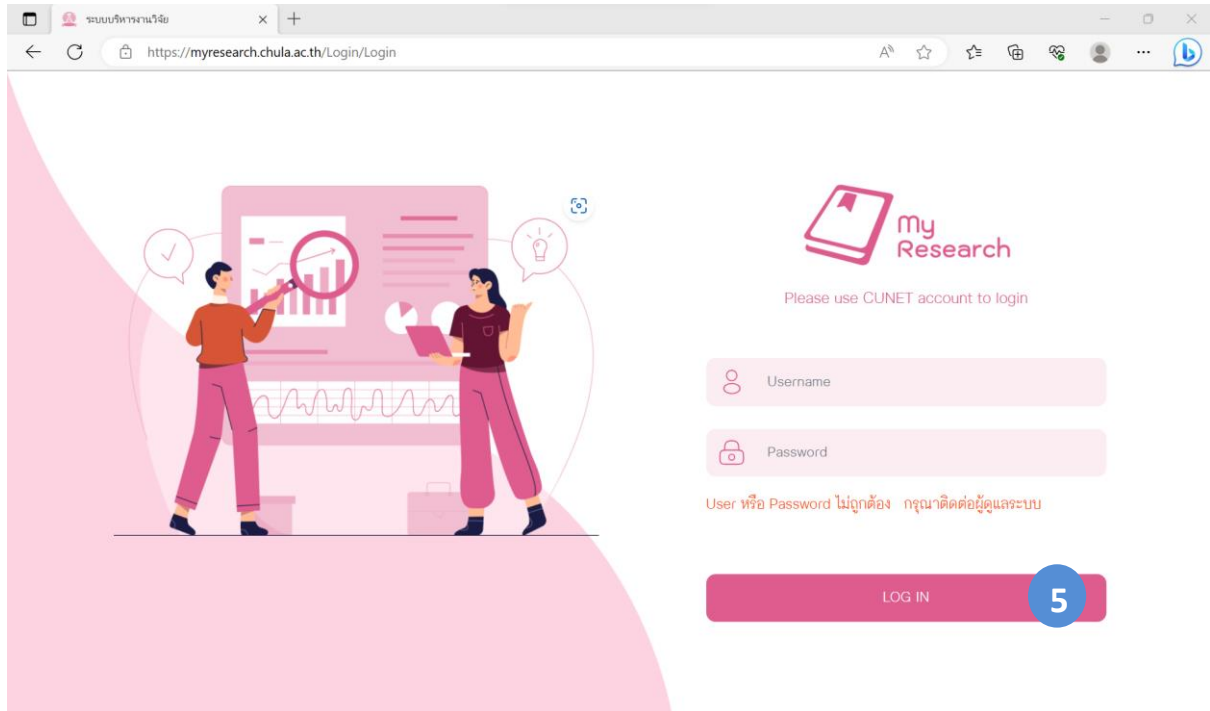 ระบบบริหารงานวิจัย
https://myresearch.chula.ac.th/Login/Login
My
Research
Please use CUNET account to login
Username
Password
User หรือ Password ไม่ถูกต้อง กรุณาติดต่อผู้ดูแลระบบ
LOG IN
5